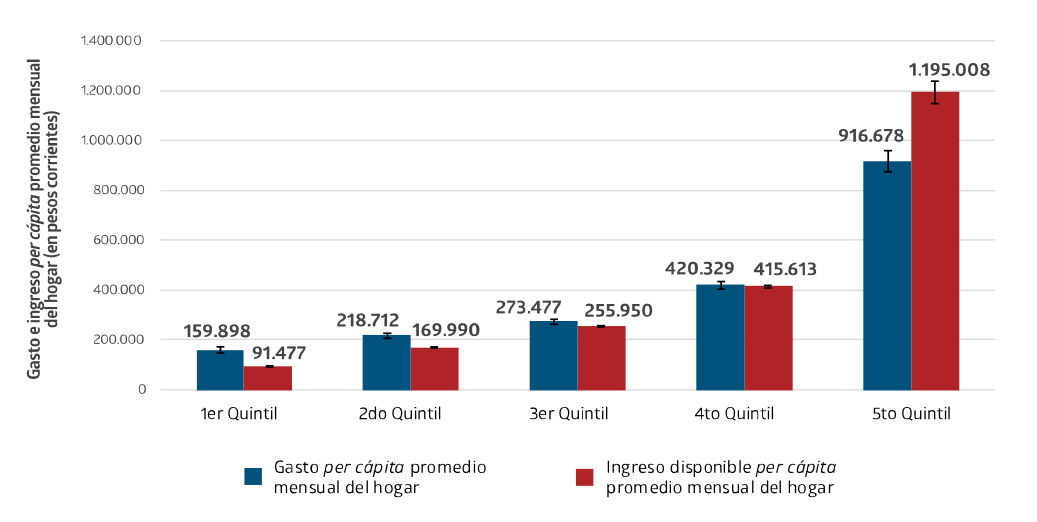 Gasto e ingreso per cápita promedio mensual
del hogar (en pesos corrientes)
1.400.000
1.200.000
1.000.000
800.000
600.000
400.000
200.000
0
159.898
91.477
218.712
169.990
273.477
255.950
420.329
415.613
916.678
1.195.008
1er Quintil
2do Quintil
3er Quintil
4to Quintil
5to Quintil
Gasto per cápita promedio
mensual del hogar
Ingreso disponible per cápita
promedio mensual del hogar